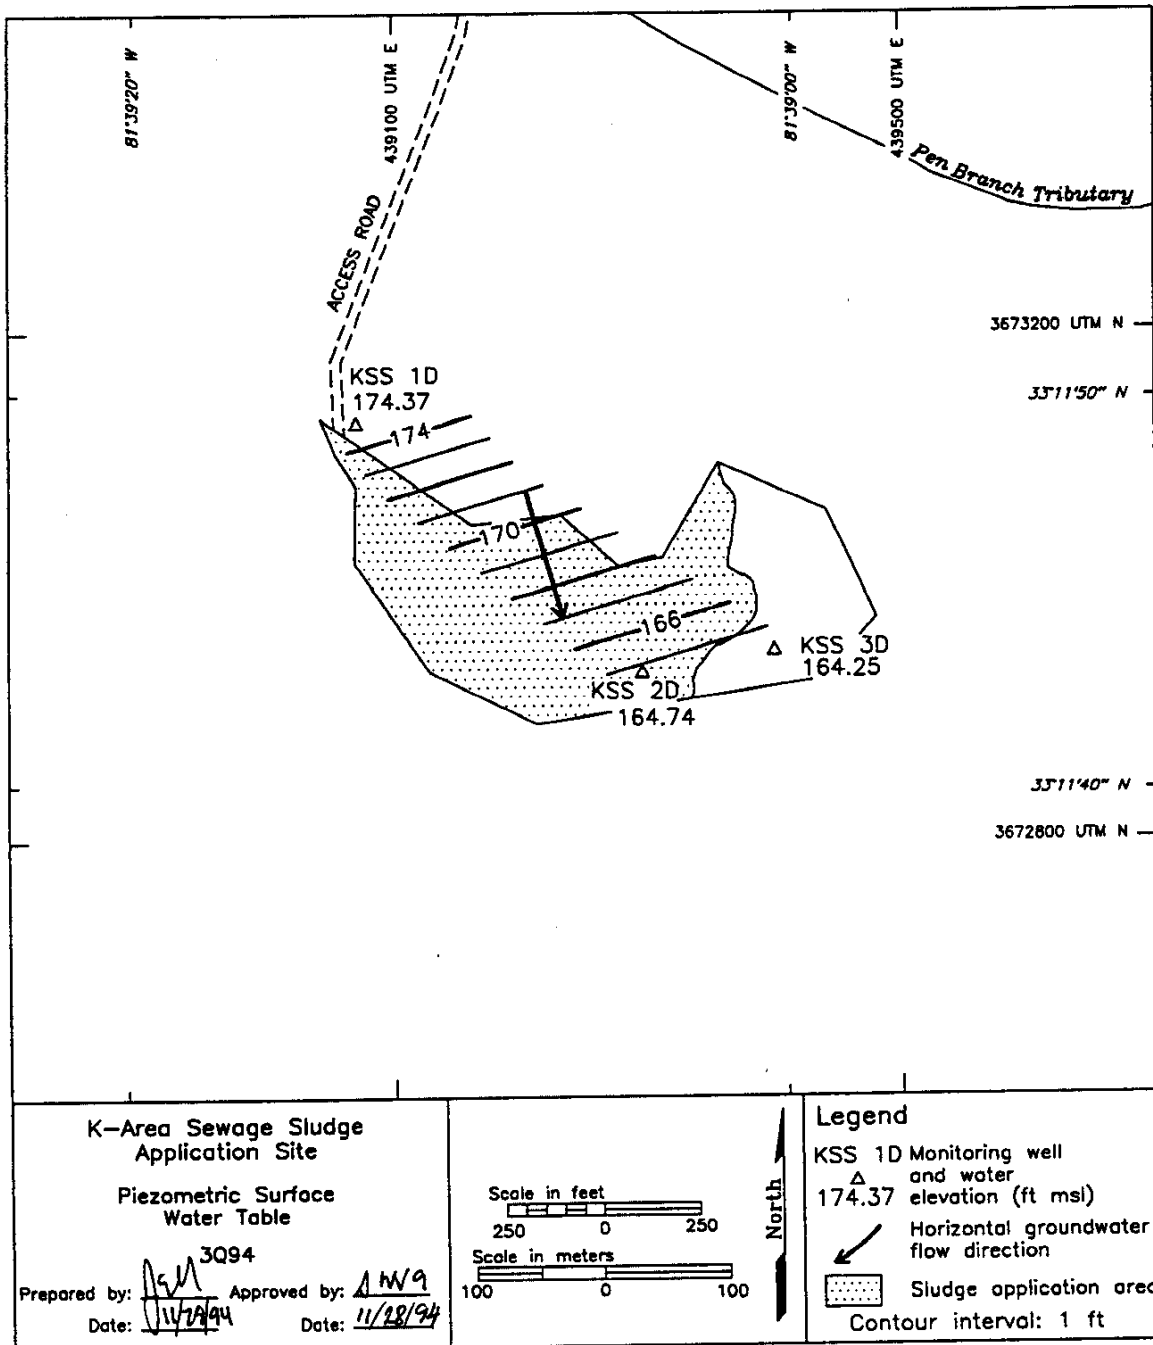 81°39'20" W
439100 UTM E
81°39'00" W
439500 UTM E
Pen Branch Tributary
ACCESS ROAD
3673200 UTM N
33°11'50" N
KSS 1D
174.37
174
170
166
KSS 3D
164.25
KSS 2D
164.74
33°11'40" N
3672800 UTM N
K-Area Sewage Sludge
Application Site
Piezometric Surface
Water Table
3Q94
Prepared by:
Approved by:
Date:
Date: 11/28/94
Scale in feet
250 0 250
Scale in meters
100 0 100
North
Legend
KSS 1D Monitoring well
and water
174.37 elevation (ft msl)
Horizontal groundwater
flow direction
Sludge application area
Contour interval: 1 ft